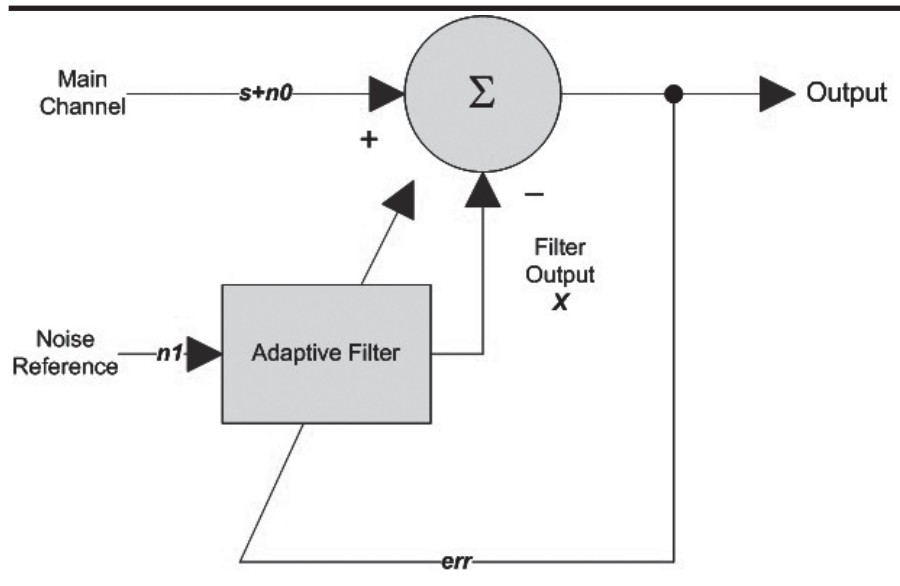 Main
Channel
s+n0
+
Σ
Output
−
Filter
Output
X
Noise
Reference
n1
Adaptive Filter
err